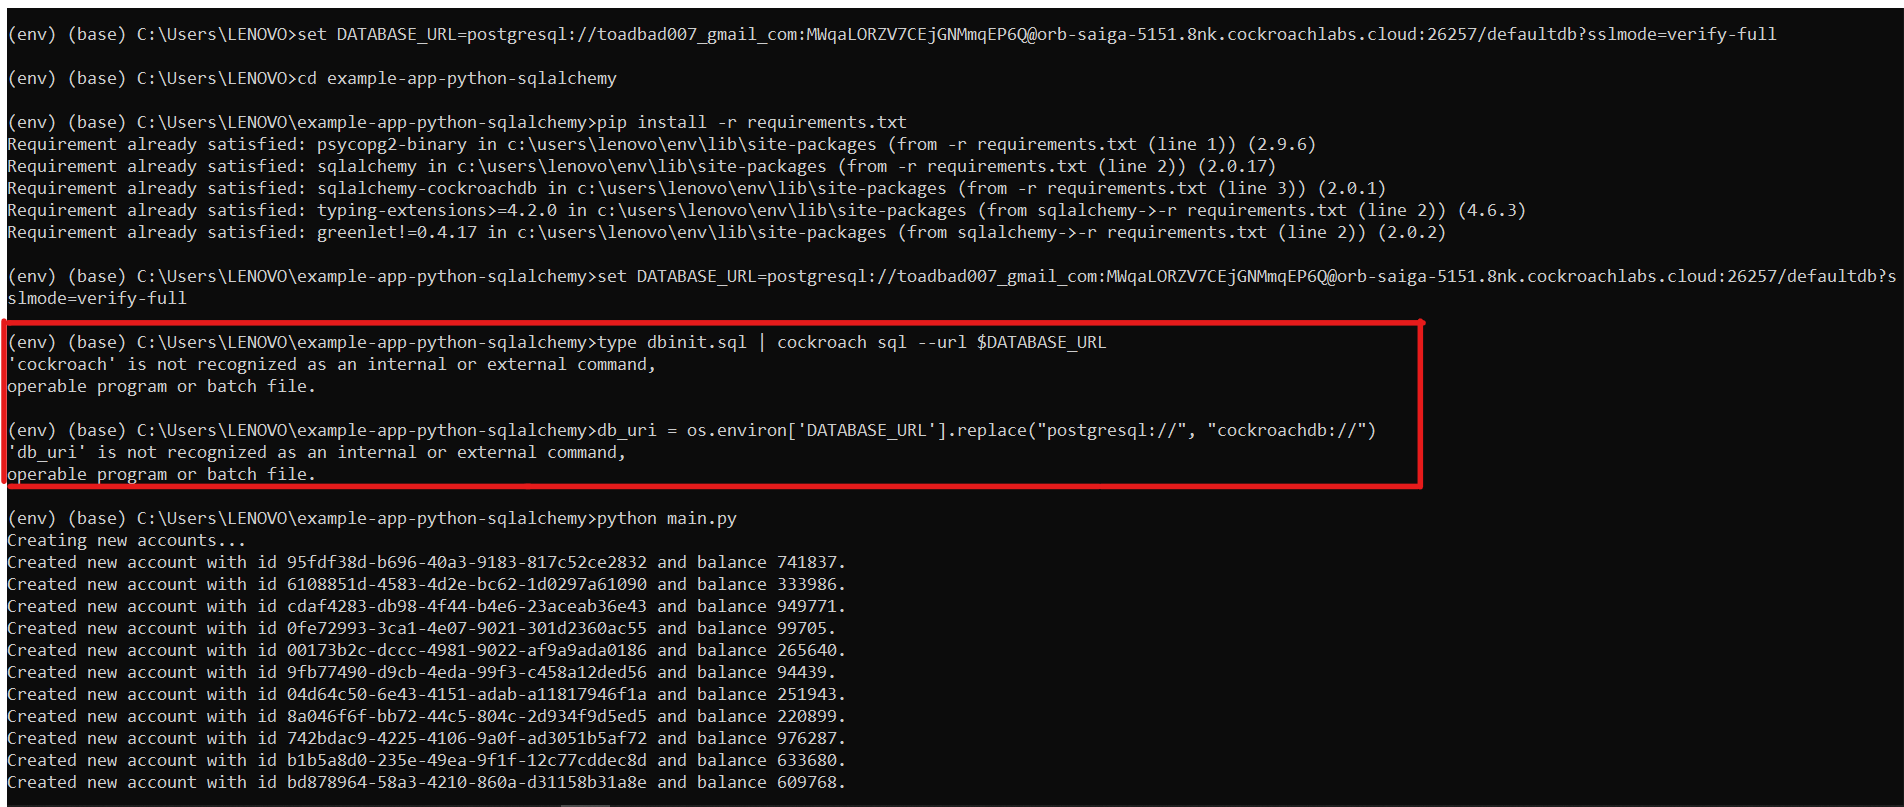 (env) (base) C:\Users\LENOVO>set DATABASE_URL=postgresql://toadbad007_gmail_com:MWqaLORZV7CEjGNMmqEP6Q@orb-saiga-5151.8nk.cockroachlabs.cloud:26257/defaultdb?sslmode=verify-full
(env) (base) C:\Users\LENOVO>cd example-app-python-sqlalchemy
(env) (base) C:\Users\LENOVO\example-app-python-sqlalchemy>pip install -r requirements.txt
Requirement already satisfied: psycopg2-binary in c:\users\lenovo\env\lib\site-packages (from -r requirements.txt (line 1)) (2.9.6)
Requirement already satisfied: sqlalchemy in c:\users\lenovo\env\lib\site-packages (from -r requirements.txt (line 2)) (2.0.17)
Requirement already satisfied: sqlalchemy-cockroachdb in c:\users\lenovo\env\lib\site-packages (from -r requirements.txt (line 3)) (2.0.1)
Requirement already satisfied: typing-extensions>=4.2.0 in c:\users\lenovo\env\lib\site-packages (from sqlalchemy->-r requirements.txt (line 2)) (4.6.3)
Requirement already satisfied: greenlet!=0.4.17 in c:\users\lenovo\env\lib\site-packages (from sqlalchemy->-r requirements.txt (line 2)) (2.0.2)
(env) (base) C:\Users\LENOVO\example-app-python-sqlalchemy>set DATABASE_URL=postgresql://toadbad007_gmail_com:MWqaLORZV7CEjGNMmqEP6Q@orb-saiga-5151.8nk.cockroachlabs.cloud:26257/defaultdb?s
slmode=verify-full
(env) (base) C:\Users\LENOVO\example-app-python-sqlalchemy>type dbinit.sql | cockroach sql --url $DATABASE_URL
'cockroach' is not recognized as an internal or external command,
operable program or batch file.
(env) (base) C:\Users\LENOVO\example-app-python-sqlalchemy>db_uri = os.environ['DATABASE_URL'].replace("postgresql://", "cockroachdb://")
'db_uri' is not recognized as an internal or external command,
operable program or batch file.
(env) (base) C:\Users\LENOVO\example-app-python-sqlalchemy>python main.py
Creating new accounts...
Created new account with id 95fdf38d-b696-40a3-9183-817c52ce2832 and balance 741837.
Created new account with id 6108851d-4583-4d2e-bc62-1d0297a61090 and balance 333986.
Created new account with id cdaf4283-db98-4f44-b4e6-23aceab36e43 and balance 949771.
Created new account with id 0fe72993-3ca1-4e07-9021-301d2360ac55 and balance 99705.
Created new account with id 00173b2c-dccc-4981-9022-af9a9ada0186 and balance 265640.
Created new account with id 9fb77490-d9cb-4eda-99f3-c458a12ded56 and balance 94439.
Created new account with id 04d64c50-6e43-4151-adab-a11817946f1a and balance 251943.
Created new account with id 8a046f6f-bb72-44c5-804c-2d934f9d5ed5 and balance 220899.
Created new account with id 742bdac9-4225-4106-9a0f-ad3051b5af72 and balance 976287.
Created new account with id b1b5a8d0-235e-49ea-9f1f-12c77cddec8d and balance 633680.
Created new account with id bd878964-58a3-4210-860a-d31158b31a8e and balance 609768.